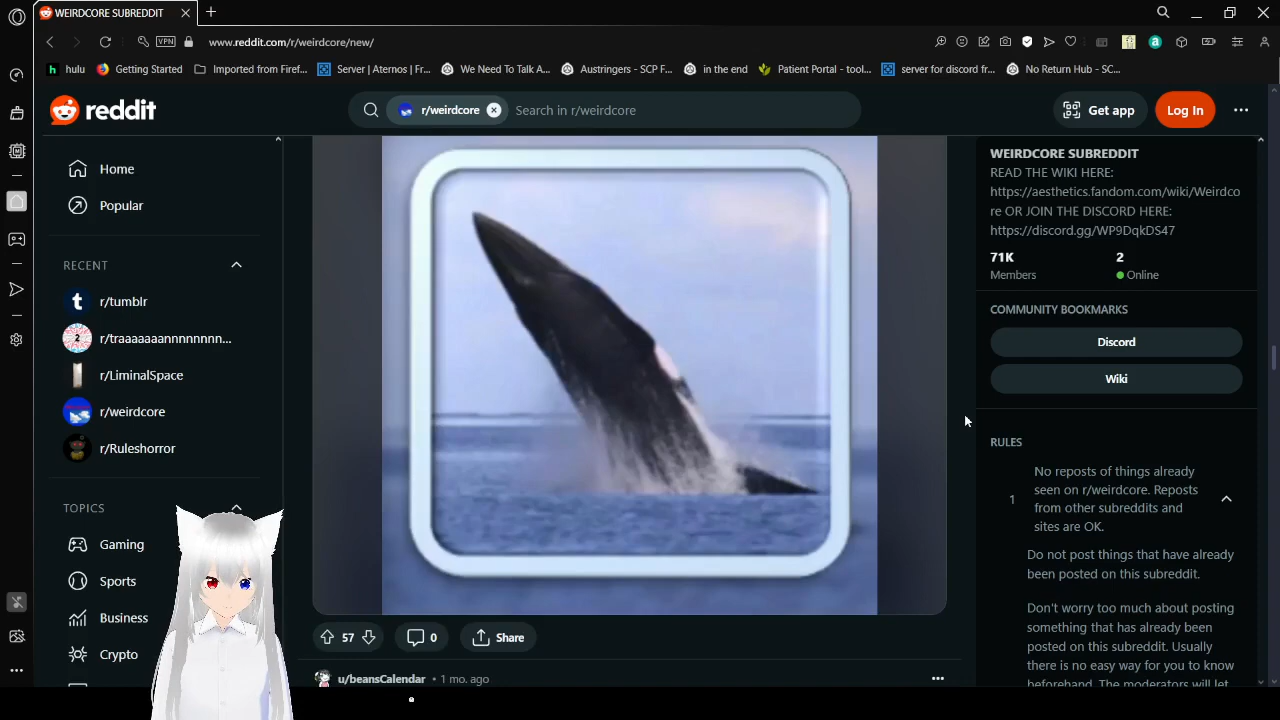 WEIRDCORE SUBREDDIT
VPN
www.reddit.com/r/weirdcore/new/
hulu
Getting Started
Imported from Firef...
Server | Aternos | Fr...
We Need To Talk A...
Austringers - SCP F...
in the end
Patient Portal - tool...
server for discord fr...
No Return Hub - SC...
reddit
r/weirdcore
Search in r/weirdcore
Get app
Log In
Home
Popular
RECENT
r/tumblr
r/traaaaaaannnnnnnn...
r/LiminalSpace
r/weirdcore
r/Ruleshorror
TOPICS
Gaming
Sports
Business
Crypto
57
0
Share
u/beansCalendar • 1 mo. ago
WEIRDCORE SUBREDDIT
READ THE WIKI HERE:
https://aesthetics.fandom.com/wiki/Weirdco
re OR JOIN THE DISCORD HERE:
https://discord.gg/WP9DqkDS47
71K
Members
2
Online
COMMUNITY BOOKMARKS
Discord
Wiki
RULES
1
No reposts of things already
seen on r/weirdcore. Reposts
from other subreddits and
sites are OK.
Do not post things that have already
been posted on this subreddit.
Don't worry too much about posting
something that has already been
posted on this subreddit. Usually
there is no easy way for you to know
beforehand. The moderators will let